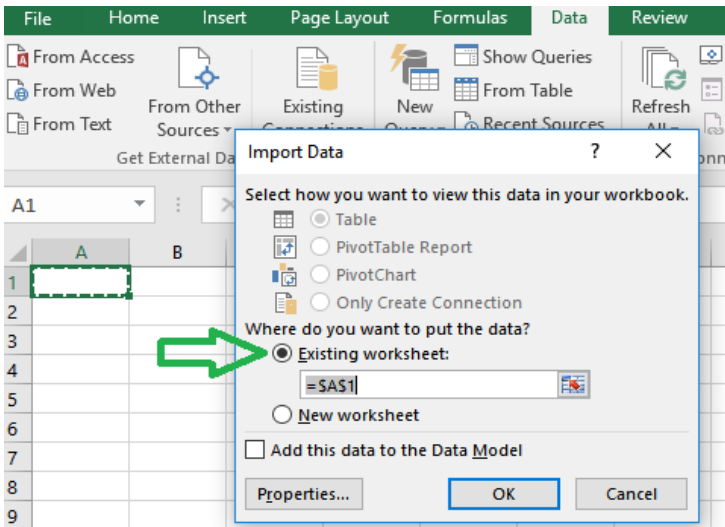 File Home Insert Page Layout Formulas Data Review
From Access
From Web
From Text
From Other
Sources
Existing
New
Show Queries
From Table
Recent Sources
Refresh
Get External Da
Import Data ? ×
A1
Select how you want to view this data in your workbook.
Table
PivotTable Report
PivotChart
Only Create Connection
Where do you want to put the data?
Existing worksheet:
=$A$1
New worksheet
Add this data to the Data Model
Properties... OK Cancel
A B
1
2
3
4
5
6
7
8
9